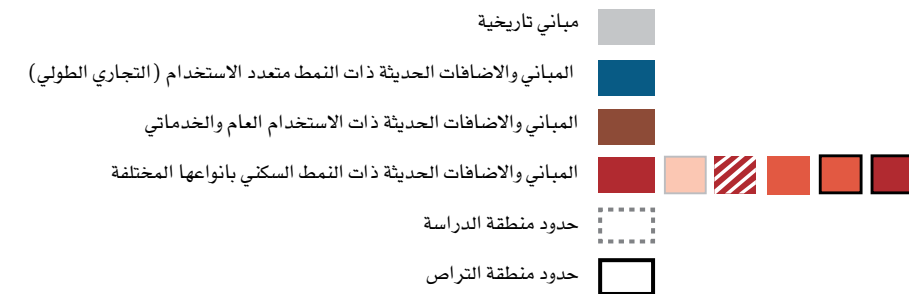 مباني تاريخية
المباني والاضافات الحديثة ذات النمط متعدد الاستخدام (التجاري الطولي)
المباني والاضافات الحديثة ذات الاستخدام العام والخدماتي
المباني والاضافات الحديثة ذات النمط السكني بانواعها المختلفة
حدود منطقة الدراسة
حدود منطقة التراص